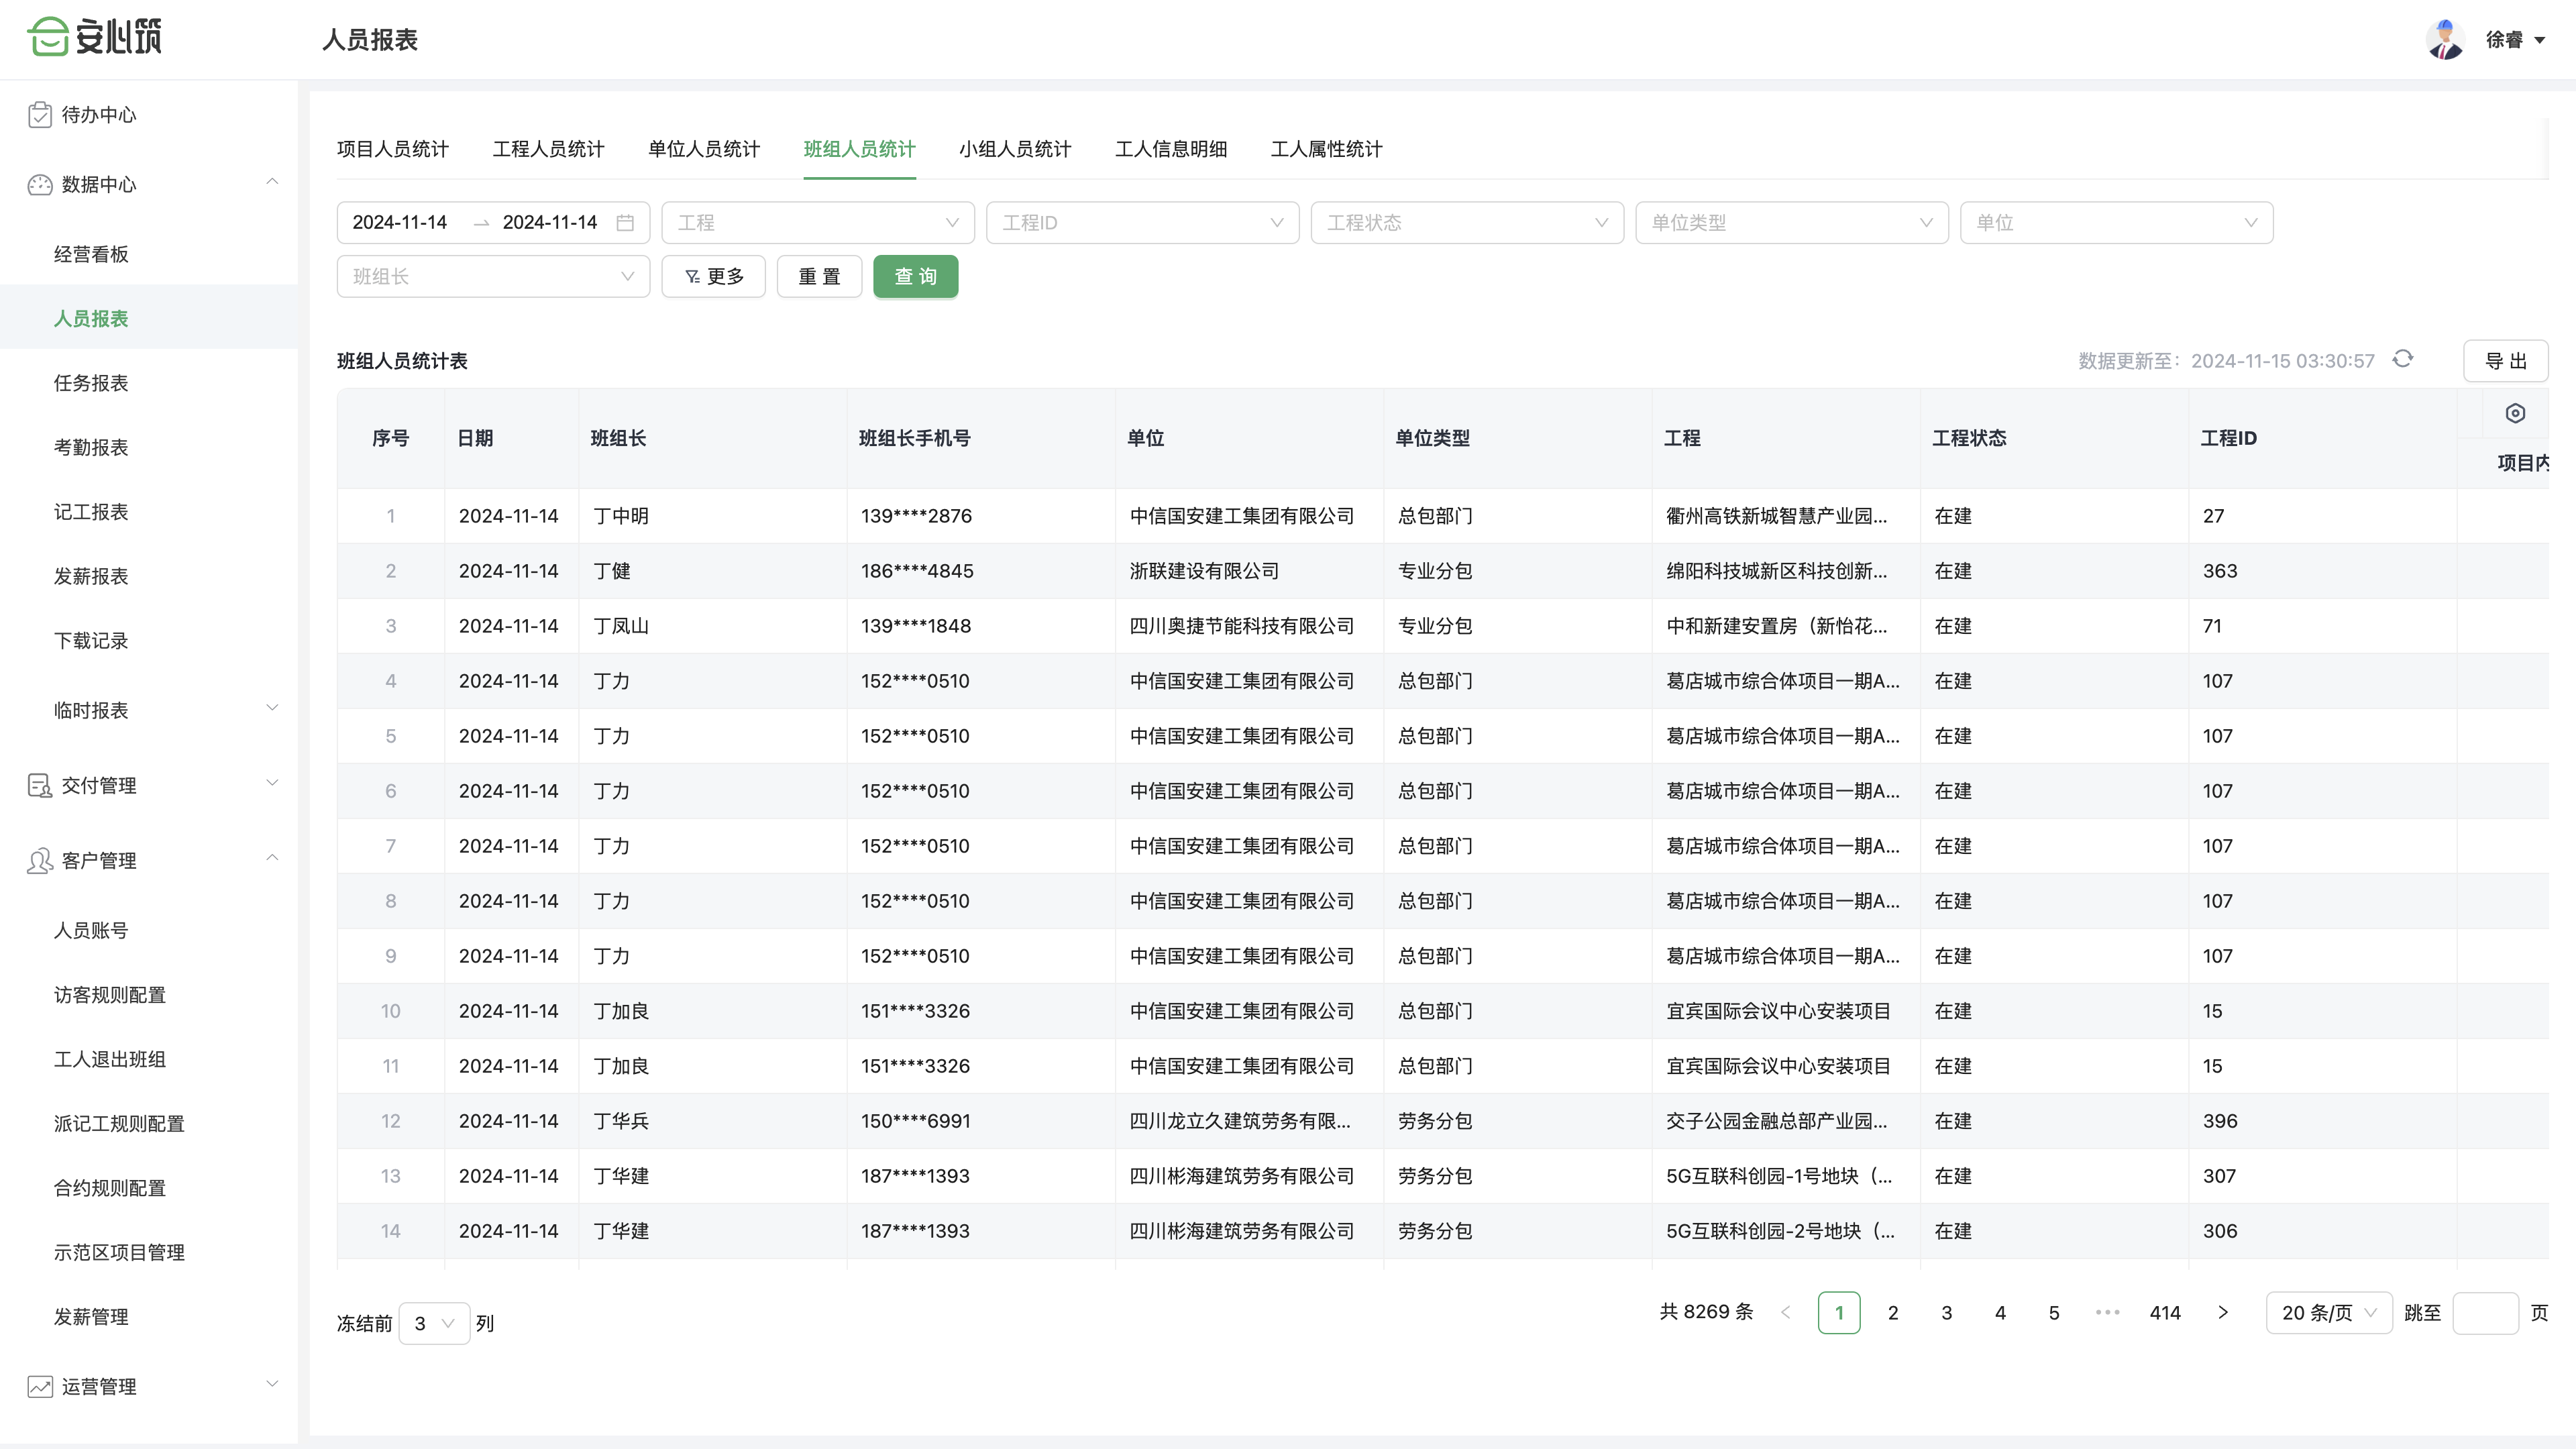 安心筑
人员报表
徐睿
待办中心
数据中心
经营看板
人员报表
任务报表
考勤报表
记工报表
发薪报表
下载记录
临时报表
交付管理
客户管理
人员账号
访客规则配置
工人退出班组
派记工规则配置
合约规则配置
示范区项目管理
发薪管理
运营管理
项目人员统计 工程人员统计 单位人员统计 班组人员统计 小组人员统计 工人信息明细 工人属性统计
2024-11-14 2024-11-14 工程 工程ID 工程状态 单位类型 单位
班组长 更多 重 置 查 询
班组人员统计表 数据更新至：2024-11-15 03:30:57 导 出
序号 日期 班组长 班组长手机号 单位 单位类型 工程 工程状态 工程ID
项目内
1 2024-11-14 丁中明 139****2876 中信国安建工集团有限公司 总包部门 衢州高铁新城智慧产业园... 在建 27
2 2024-11-14 丁健 186****4845 浙联建设有限公司 专业分包 绵阳科技城新区科技创新... 在建 363
3 2024-11-14 丁凤山 139****1848 四川奥捷节能科技有限公司 专业分包 中和新建安置房（新怡花... 在建 71
4 2024-11-14 丁力 152****0510 中信国安建工集团有限公司 总包部门 葛店城市综合体项目一期A... 在建 107
5 2024-11-14 丁力 152****0510 中信国安建工集团有限公司 总包部门 葛店城市综合体项目一期A... 在建 107
6 2024-11-14 丁力 152****0510 中信国安建工集团有限公司 总包部门 葛店城市综合体项目一期A... 在建 107
7 2024-11-14 丁力 152****0510 中信国安建工集团有限公司 总包部门 葛店城市综合体项目一期A... 在建 107
8 2024-11-14 丁力 152****0510 中信国安建工集团有限公司 总包部门 葛店城市综合体项目一期A... 在建 107
9 2024-11-14 丁力 152****0510 中信国安建工集团有限公司 总包部门 葛店城市综合体项目一期A... 在建 107
10 2024-11-14 丁加良 151****3326 中信国安建工集团有限公司 总包部门 宜宾国际会议中心安装项目 在建 15
11 2024-11-14 丁加良 151****3326 中信国安建工集团有限公司 总包部门 宜宾国际会议中心安装项目 在建 15
12 2024-11-14 丁华兵 150****6991 四川龙立久建筑劳务有限... 劳务分包 交子公园金融总部产业园... 在建 396
13 2024-11-14 丁华建 187****1393 四川彬海建筑劳务有限公司 劳务分包 5G互联科创园-1号地块（... 在建 307
14 2024-11-14 丁华建 187****1393 四川彬海建筑劳务有限公司 劳务分包 5G互联科创园-2号地块（... 在建 306
冻结前 3 列 共 8269 条 1 2 3 4 5 ••• 414 20 条/页 跳至 页